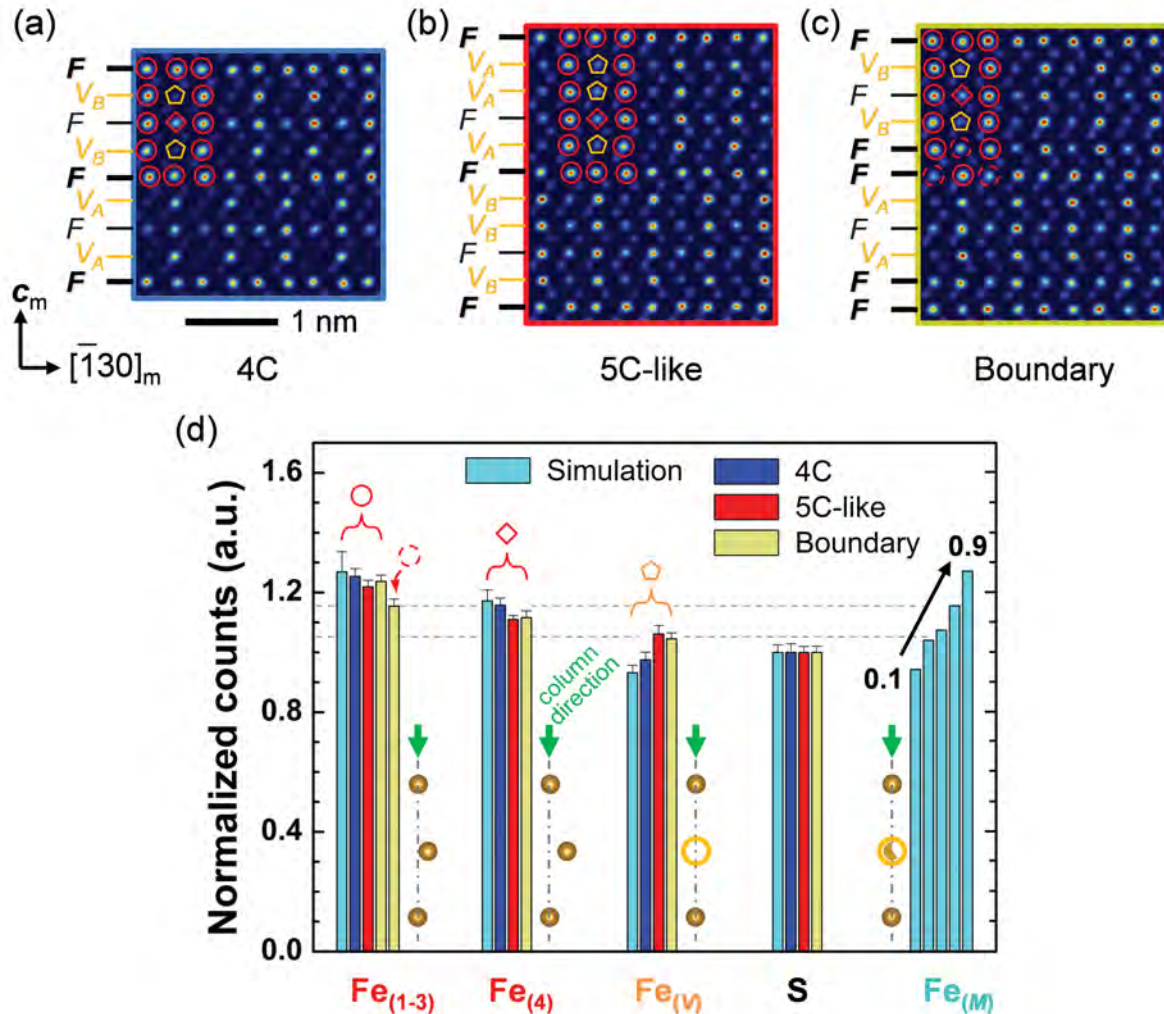 (a)
F
V_B
F
V_B
F
V_A
F
V_A
F
c_m
[1̄30]_m
1 nm
4C
(b)
F
V_A
V_A
F
V_A
F
V_B
V_B
F
V_B
F
5C-like
(c)
F
V_B
F
V_B
F
F
V_A
F
V_A
F
F
Boundary
(d)
Normalized counts (a.u.)
1.6
1.2
0.8
0.4
0.0
Simulation
4C
5C-like
Boundary
column
direction
0.1
0.9
Fe(1-3)
Fe(4)
Fe(V)
S
Fe(M)